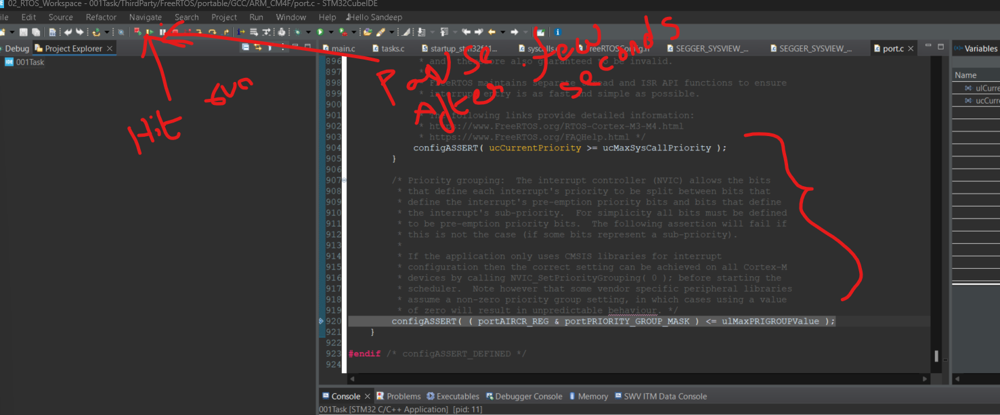 02_RTOS_Workspace - 001Task/ThirdParty/FreeRTOS/portable/GCC/ARM_CM4F/port.c - STM32CubeIDE
ile Edit Source Refactor Navigate Search Project Run Window Help Hello Sandeep
Debug Project Explorer
001Task
main.c tasks.c startup_stm32f41... syscalls.c FreeRTOSConfig.h SEGGER_SYSVIEW_... SEGGER_SYSVIEW_... port.c
Variables
Name
ulCurre
ucCurr
Hit run
Pause After few seconds
896 * and therefore also guaranteed to be invalid.
897 *
898 * FreeRTOS maintains separate thread and ISR API functions to ensure
899 * interrupt entry is as fast and simple as possible.
900 *
901 * The following links provide detailed information:
902 * https://www.FreeRTOS.org/RTOS-Cortex-M3-M4.html
903 * https://www.FreeRTOS.org/FAQHelp.html */
904 configASSERT( ucCurrentPriority >= ucMaxSysCallPriority );
905 }
906
907 /* Priority grouping: The interrupt controller (NVIC) allows the bits
908 * that define each interrupt's priority to be split between bits that
909 * define the interrupt's pre-emption priority bits and bits that define
910 * the interrupt's sub-priority. For simplicity all bits must be defined
911 * to be pre-emption priority bits. The following assertion will fail if
912 * this is not the case (if some bits represent a sub-priority).
913 *
914 * If the application only uses CMSIS libraries for interrupt
915 * configuration then the correct setting can be achieved on all Cortex-M
916 * devices by calling NVIC_SetPriorityGrouping( 0 ); before starting the
917 * scheduler. Note however that some vendor specific peripheral libraries
918 * assume a non-zero priority group setting, in which cases using a value
919 * of zero will result in unpredictable behaviour. */
920 configASSERT( ( portAIRCR_REG & portPRIORITY_GROUP_MASK ) <= ulMaxPRIGROUPValue );
921 }
922
923 #endif /* configASSERT_DEFINED */
924
Console Problems Executables Debugger Console Memory SWV ITM Data Console
001Task [STM32 C/C++ Application] [pid: 11]